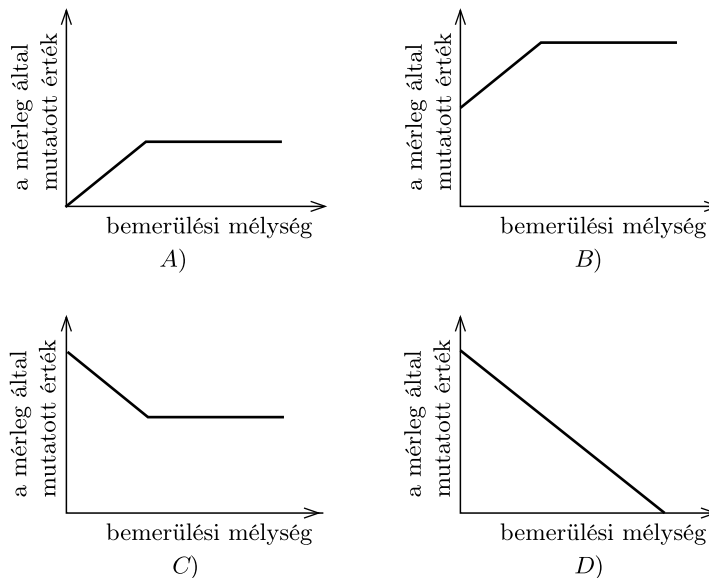 a mérleg által
mutatott érték
bemerülési mélység
A)
a mérleg által
mutatott érték
bemerülési mélység
B)
a mérleg által
mutatott érték
bemerülési mélység
C)
a mérleg által
mutatott érték
bemerülési mélység
D)